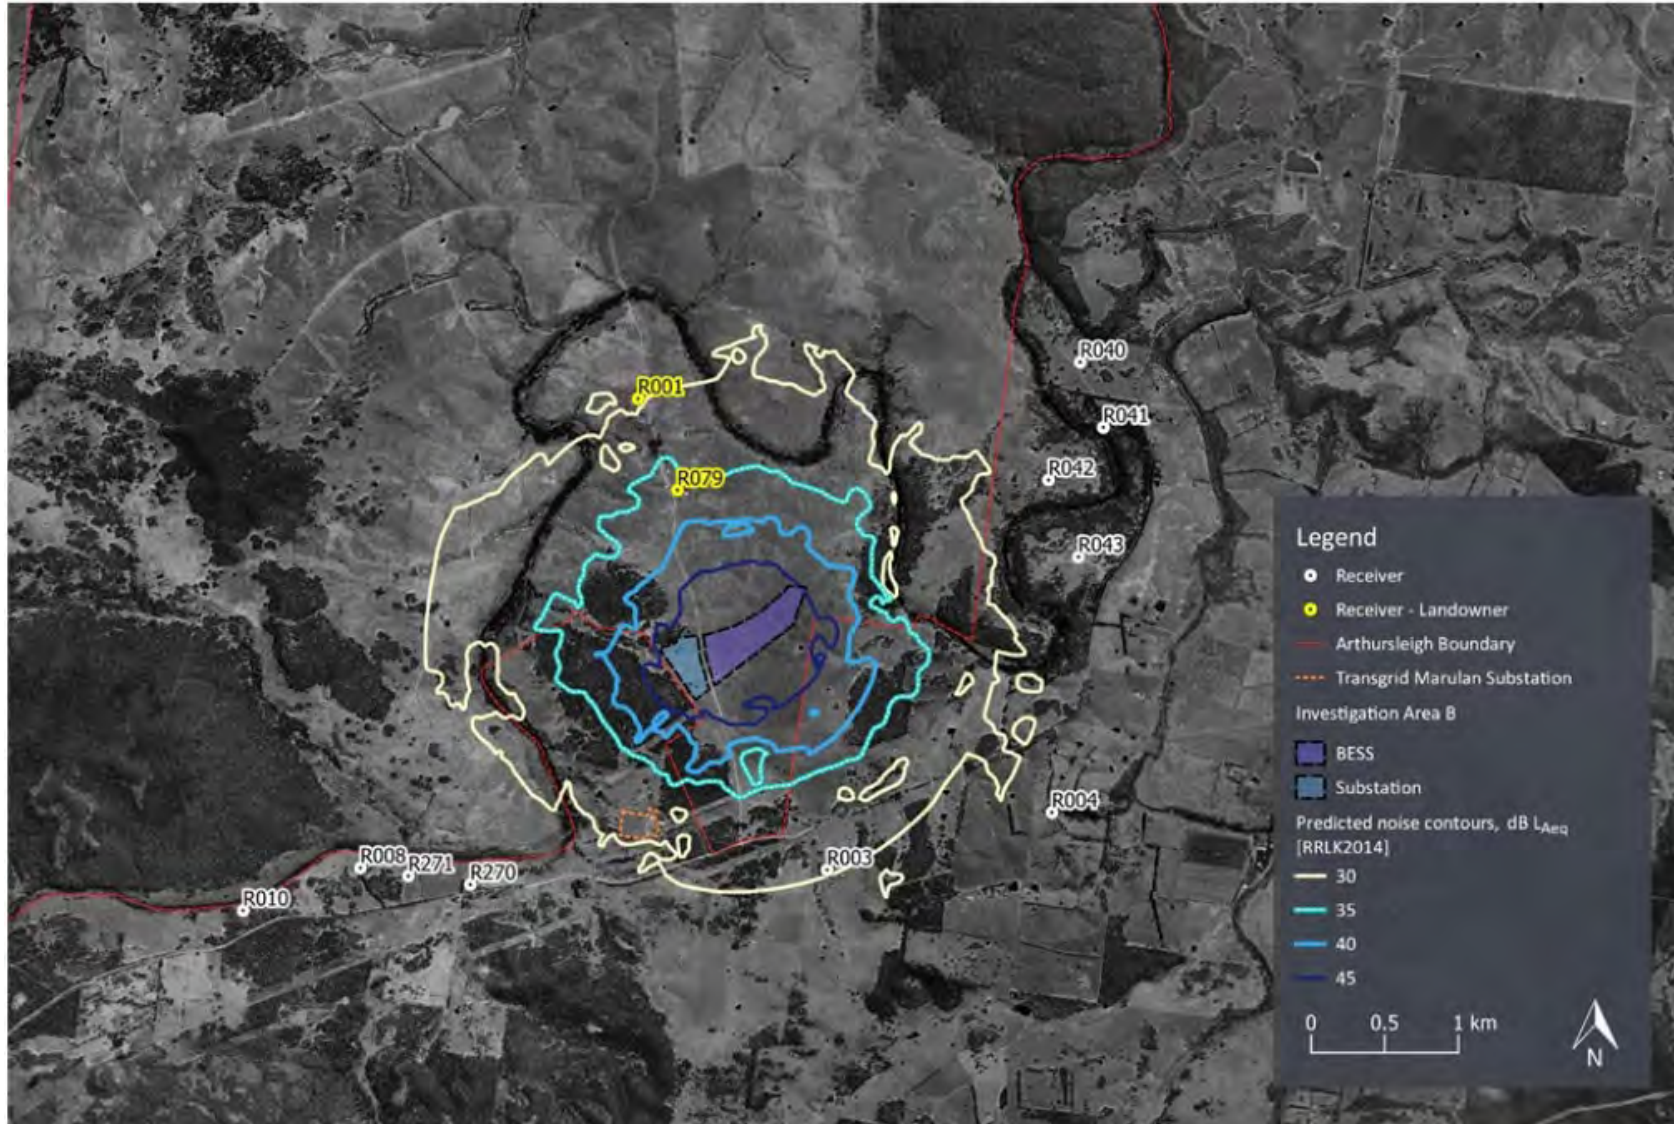 R040
R001
R041
R042
R079
R043
R004
R003
R008
R271
R270
R010
Legend
Receiver
Receiver - Landowner
Arthursleigh Boundary
Transgrid Marulan Substation
Investigation Area B
BESS
Substation
Predicted noise contours, dB LAeq
[RRLK2014]
30
35
40
45
0 0.5 1 km
N